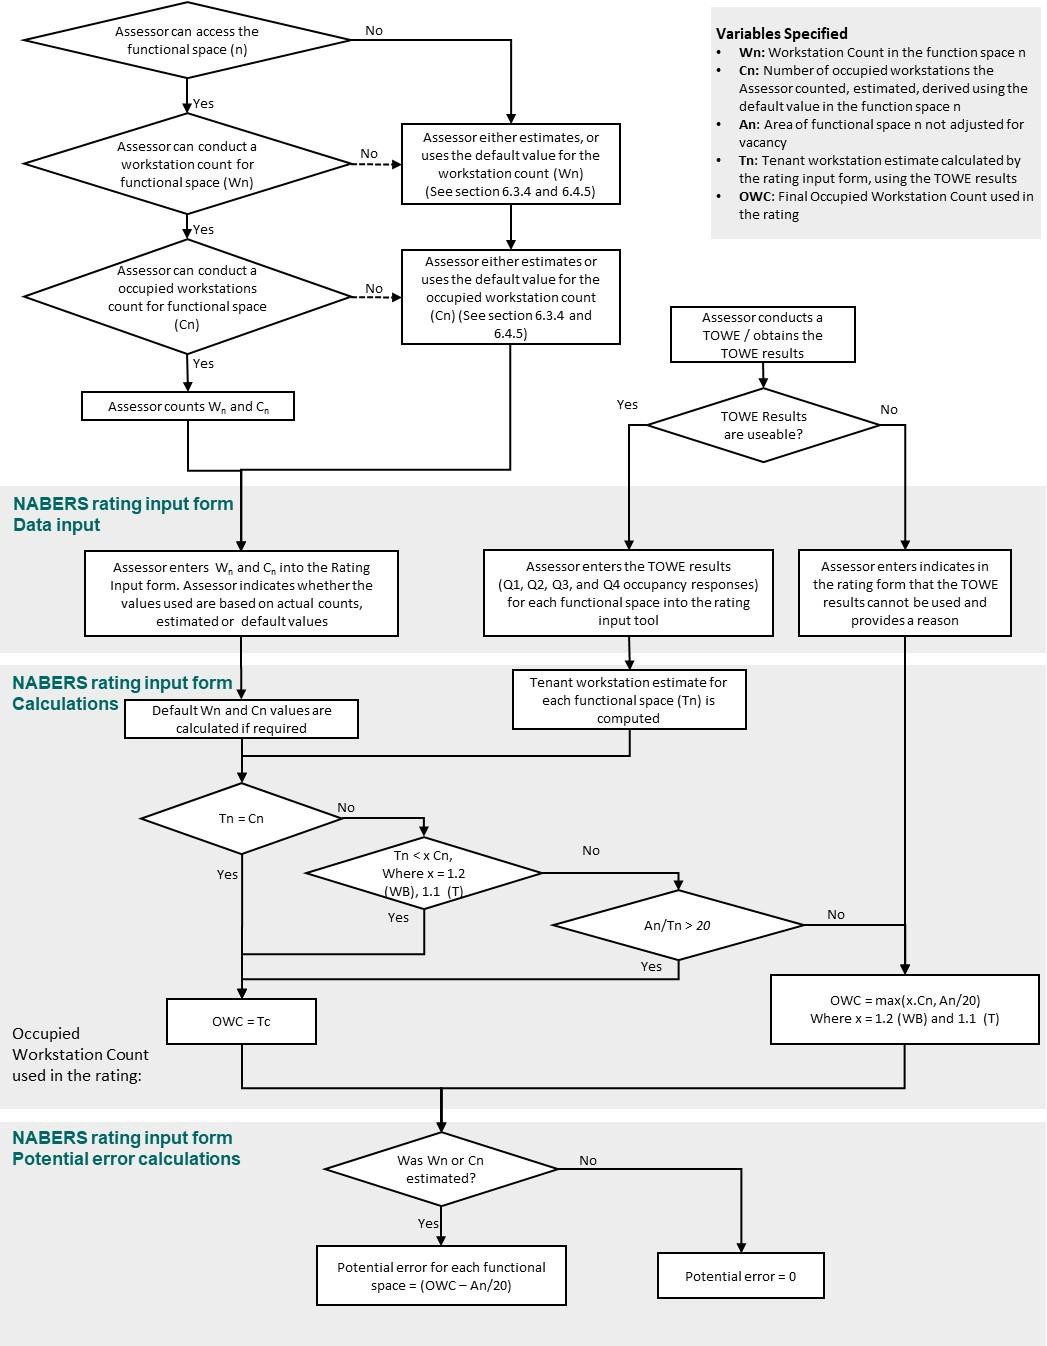 Assessor can access the
functional space (n)
No
Yes
Assessor can conduct a
workstation count for
functional space (Wn)
No
Assessor either estimates, or
uses the default value for the
workstation count (Wn)
(See section 6.3.4 and 6.4.5)
Yes
Assessor can conduct a
occupied workstations
count for functional space
(Cn)
No
Assessor either estimates or
uses the default value for the
occupied workstation count
(Cn) (See section 6.3.4 and
6.4.5)
Yes
Assessor counts Wn and Cn
Variables Specified
• Wn: Workstation Count in the function space n
• Cn: Number of occupied workstations the
Assessor counted, estimated, derived using the
default value in the function space n
• An: Area of functional space n not adjusted for
vacancy
• Tn: Tenant workstation estimate calculated by
the rating input form, using the TOWE results
• OWC: Final Occupied Workstation Count used in
the rating
Assessor conducts a
TOWE / obtains the
TOWE results
Yes
TOWE Results
are useable?
No
NABERS rating input form
Data input
Assessor enters Wn and Cn into the Rating
Input form. Assessor indicates whether the
values used are based on actual counts,
estimated or default values
Assessor enters the TOWE results
(Q1, Q2, Q3, and Q4 occupancy responses)
for each functional space into the rating
input tool
Assessor enters indicates in
the rating form that the TOWE
results cannot be used and
provides a reason
NABERS rating input form
Calculations
Default Wn and Cn values are
calculated if required
Tenant workstation estimate for
each functional space (Tn) is
computed
Tn = Cn
No
Yes
Tn < x Cn,
Where x = 1.2
(WB), 1.1 (T)
No
Yes
An/Tn > 20
No
Yes
OWC = Tc
OWC = max(x.Cn, An/20)
Where x = 1.2 (WB) and 1.1 (T)
Occupied
Workstation Count
used in the rating:
NABERS rating input form
Potential error calculations
Was Wn or Cn
estimated?
No
Yes
Potential error for each functional
space = (OWC – An/20)
Potential error = 0